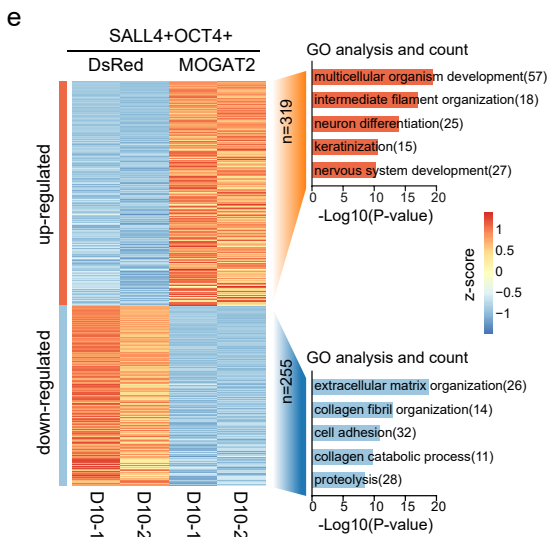 e
SALL4+OCT4+
DsRed MOGAT2
up-regulated
down-regulated
D10-1 D10-2 D10-1 D10-2
n=319
GO analysis and count
multicellular organism development(57)
intermediate filament organization(18)
neuron differentiation(25)
keratinization(15)
nervous system development(27)
0 5 10 15 20
-Log10(P-value)
z-score
1
0.5
0
−0.5
−1
n=255
GO analysis and count
extracellular matrix organization(26)
collagen fibril organization(14)
cell adhesion(32)
collagen catabolic process(11)
proteolysis(28)
0 5 10 15 20
-Log10(P-value)